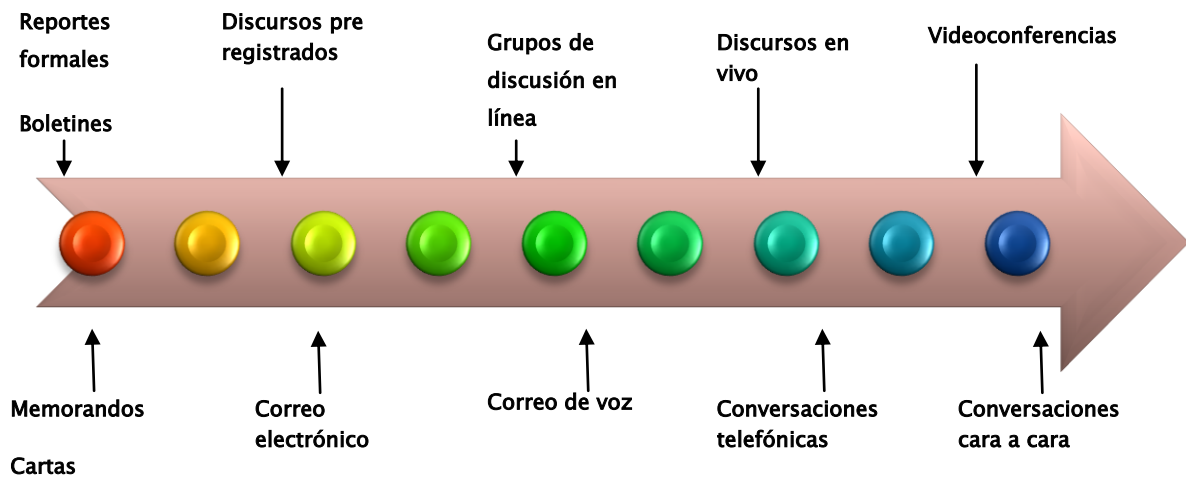 Reportes
formales
Boletines
Discursos pre
registrados
Grupos de
discusión en
línea
Discursos en
vivo
Videoconferencias
Memorandos
Cartas
Correo
electrónico
Correo de voz
Conversaciones
telefónicas
Conversaciones
cara a cara